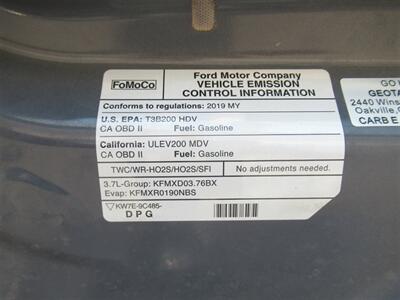 FoMoCo
Ford Motor Company
VEHICLE EMISSION
CONTROL INFORMATION
Conforms to regulations: 2019 MY
U.S. EPA: T3B200 HDV
CA OBD II Fuel: Gasoline
California: ULEV200 MDV
CA OBD II Fuel: Gasoline
TWC/WR-HO2S/HO2S/SFI No adjustments needed.
3.7L-Group: KFMXD03.76BX
Evap: KFMXR0190NBS
KW7E-9C485-
D P G
GEOTA
2440 Wins
Oakville,
CARB E